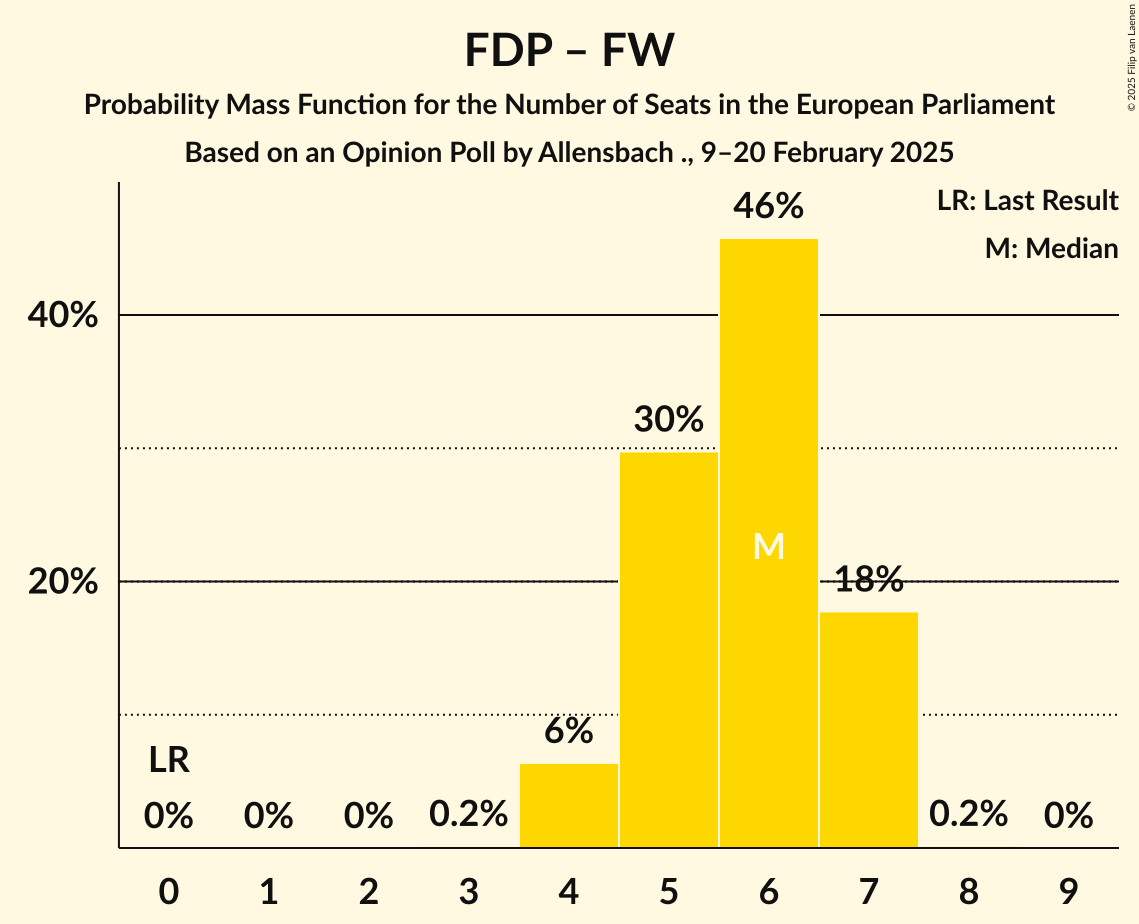 FDP – FW
Probability Mass Function for the Number of Seats in the European Parliament
Based on an Opinion Poll by Allensbach ., 9–20 February 2025
© 2025 Filip van Laenen
LR: Last Result
M: Median
46%
40%
30%
M
20%
18%
6%
LR
0% 0% 0% 0.2% 0.2% 0%
0 1 2 3 4 5 6 7 8 9